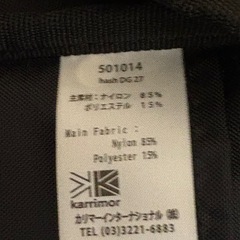 501014
hash DG 27
主素材：ナイロン 85%
ポリエステル 15%
Main Fabric :
Nylon 85%
Polyester 15%
karrimor
カリマーインターナショナル (株)
TEL (03)3221-6883